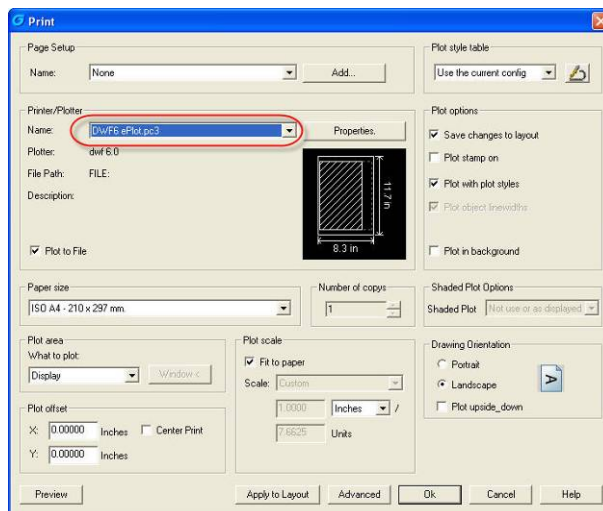 Print
Page Setup
Name: None Add...
Plot style table
Use the current config
Printer/Plotter
Name: DWF6 ePlot.pc3 Properties.
Plotter: dwf 6.0
File Path: FILE:
Description:
Plot to File
11.7 in
8.3 in
Plot options
Save changes to layout
Plot stamp on
Plot with plot styles
Plot object linewidths
Plot in background
Paper size
ISO A4 - 210 x 297 mm.
Number of copys
1
Shaded Plot Options
Shaded Plot Not use or as displayed
Plot area
What to plot:
Display Window <
Plot scale
Fit to paper
Scale: Custom
1.0000 Inches /
7.6625 Units
Drawing Orientation
Portrait
Landscape
Plot upside_down
A
Plot offset
X: 0.00000 Inches Center Print
Y: 0.00000 Inches
Preview Apply to Layout Advanced Ok Cancel Help